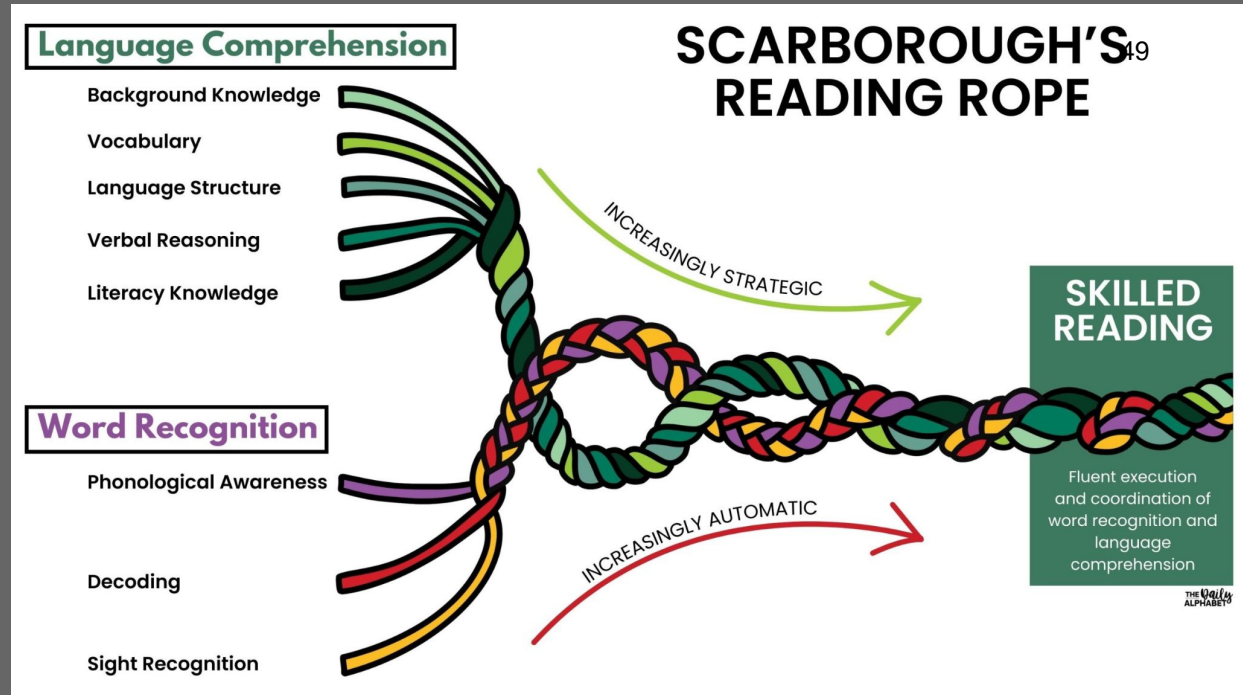 Language Comprehension
Background Knowledge
Vocabulary
Language Structure
Verbal Reasoning
Literacy Knowledge
Word Recognition
Phonological Awareness
Decoding
Sight Recognition
SCARBOROUGH'S
READING ROPE
49
INCREASINGLY STRATEGIC
INCREASINGLY AUTOMATIC
SKILLED
READING
Fluent execution
and coordination of
word recognition and
language
comprehension
THE Daily
ALPHABET